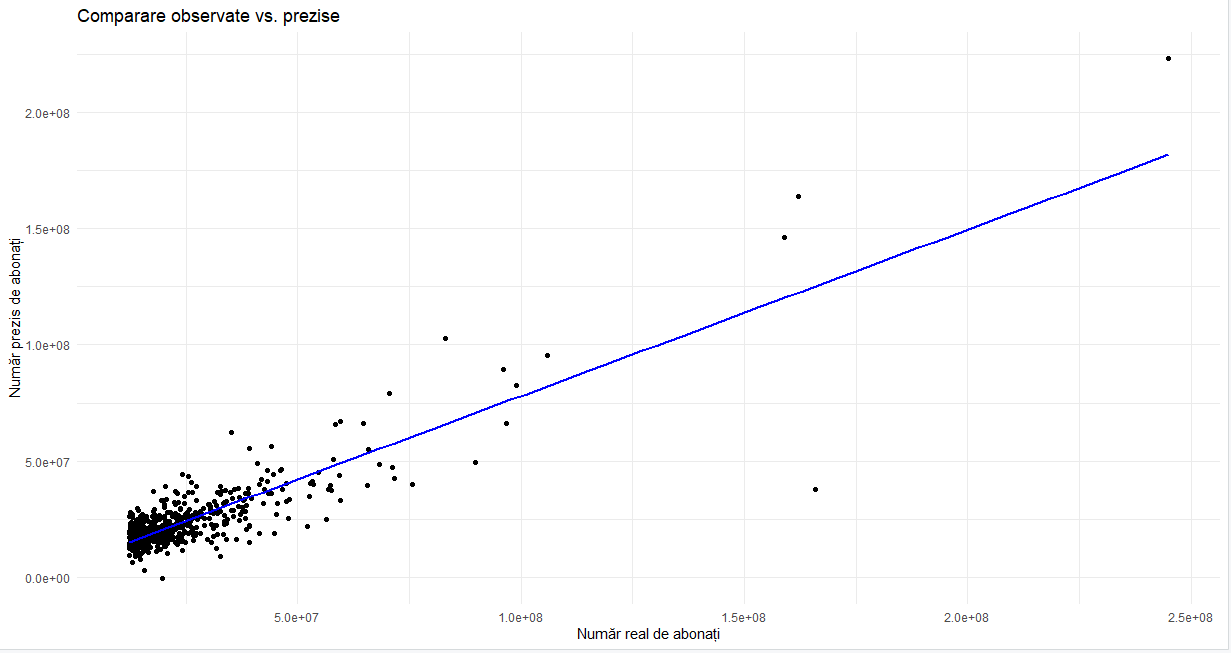 Comparare observate vs. prezise
Număr prezis de abonați
2.0e+08
1.5e+08
1.0e+08
5.0e+07
0.0e+00
5.0e+07 1.0e+08 1.5e+08 2.0e+08 2.5e+08
Număr real de abonați